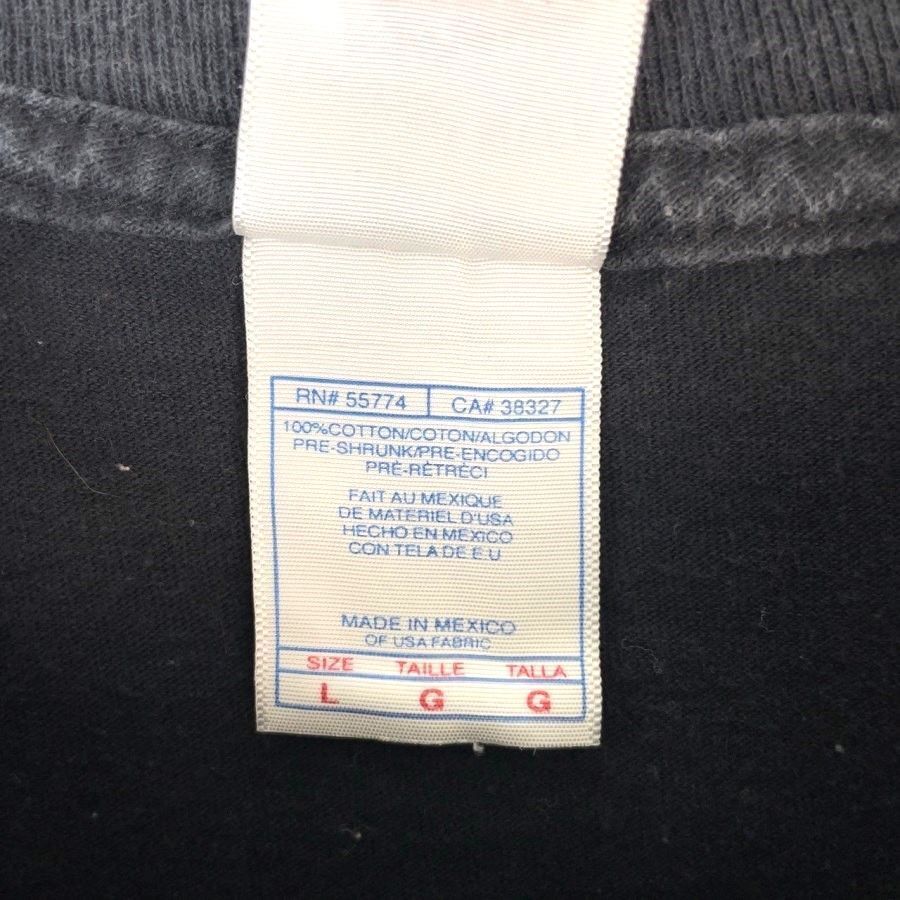 RN# 55774 CA# 38327
100%COTTON/COTON/ALGODON
PRE-SHRUNK/PRE-ENCOGIDO
PRÉ-RÉTRÉCI
FAIT AU MEXIQUE
DE MATERIEL D'USA
HECHO EN MEXICO
CON TELA DE E.U
MADE IN MEXICO
OF USA FABRIC
SIZE TAILLE TALLA
L G G